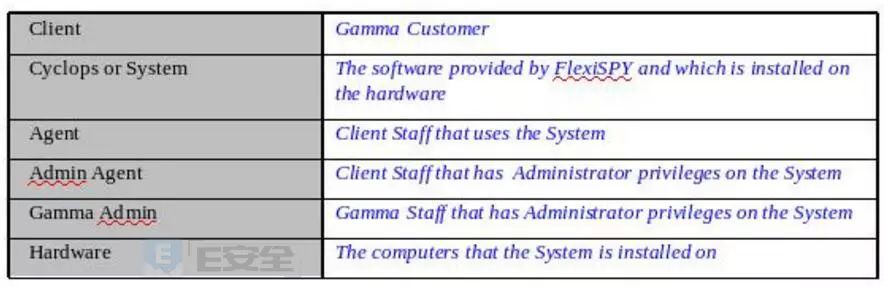 Client
Gamma Customer
Cyclops or System
The software provided by FlexiSPY and which is installed on
the hardware
Agent
Client Staff that uses the System
Admin Agent
Client Staff that has Administrator privileges on the System
Gamma Admin
Gamma Staff that has Administrator privileges on the System
Hardware
The computers that the System is installed on
E安全